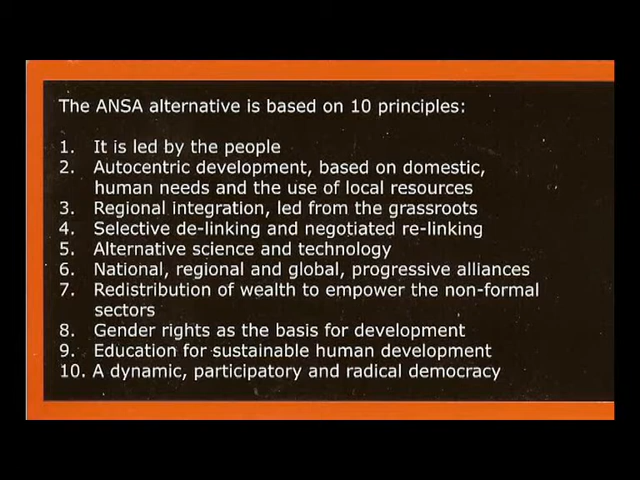 The ANSA alternative is based on 10 principles:
1. It is led by the people
2. Autocentric development, based on domestic,
human needs and the use of local resources
3. Regional integration, led from the grassroots
4. Selective de-linking and negotiated re-linking
5. Alternative science and technology
6. National, regional and global, progressive alliances
7. Redistribution of wealth to empower the non-formal
sectors
8. Gender rights as the basis for development
9. Education for sustainable human development
10. A dynamic, participatory and radical democracy